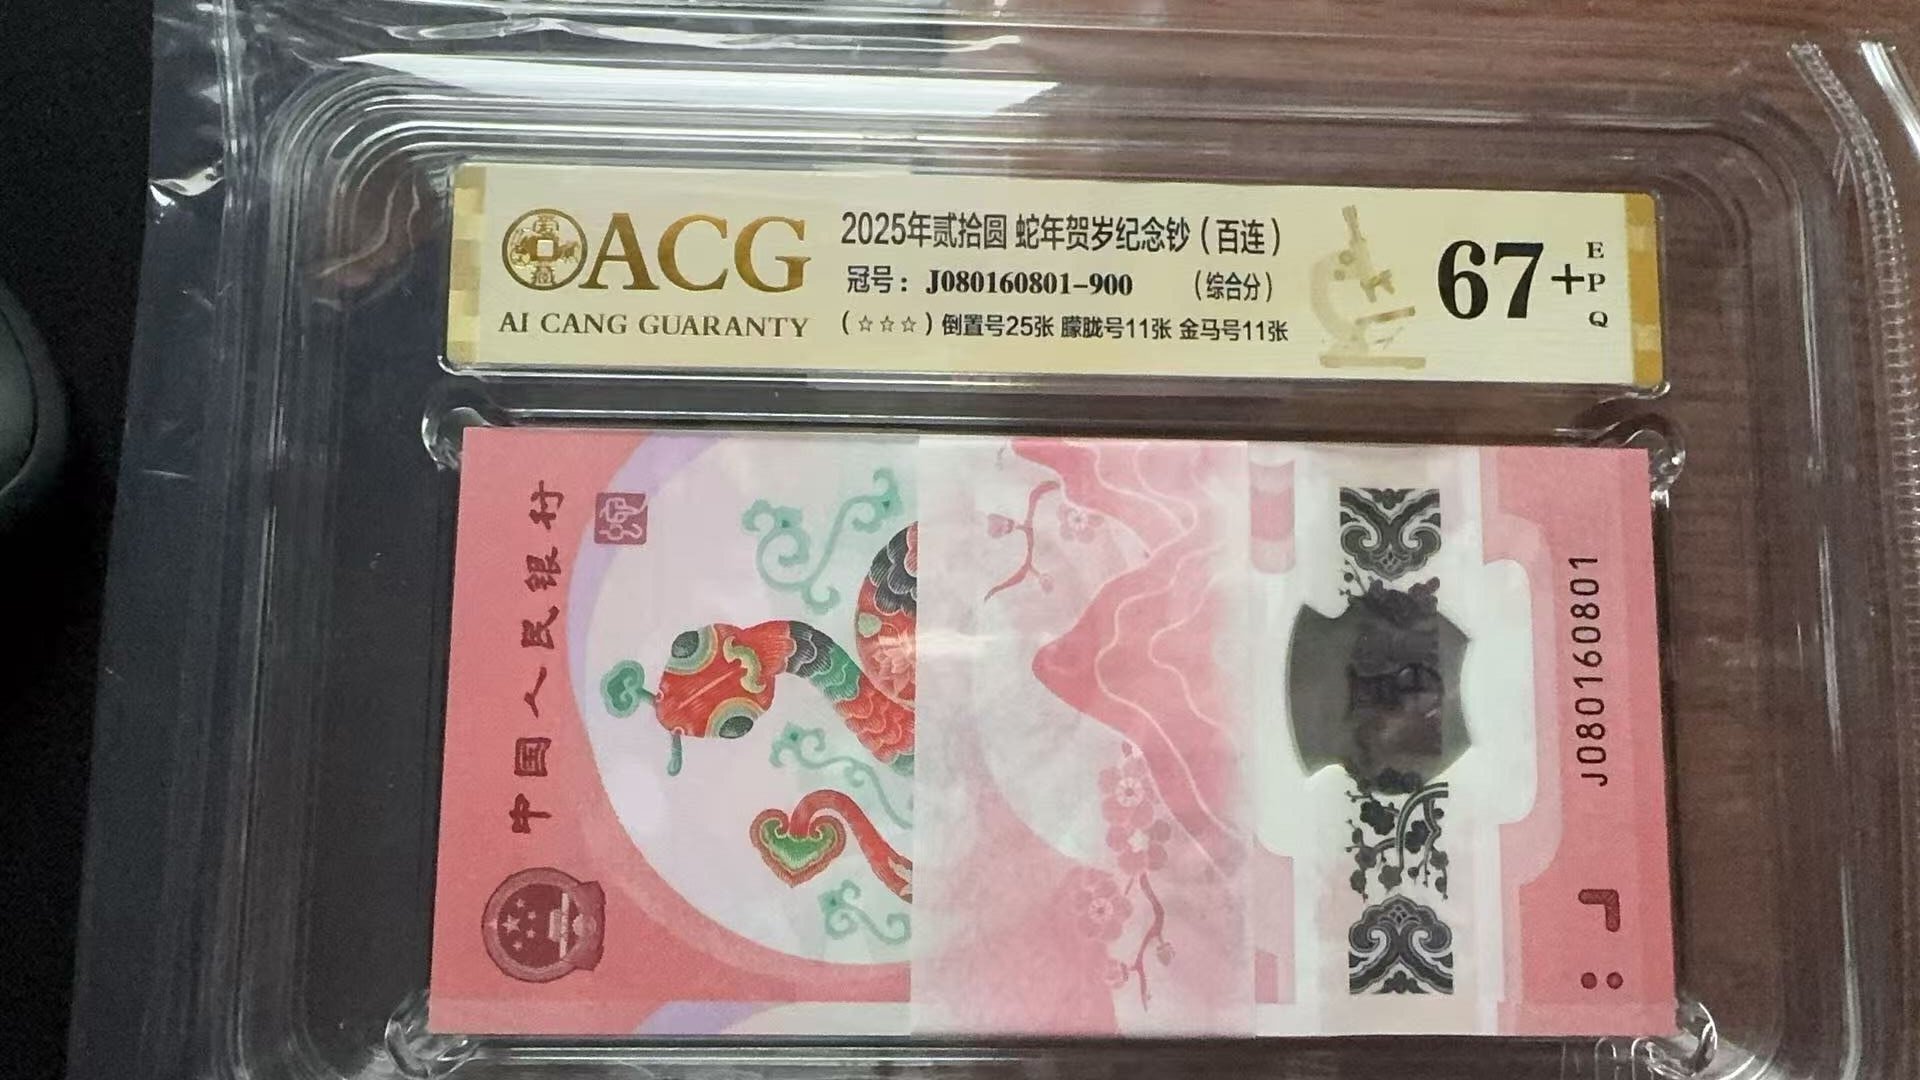 ACG
AI CANG GUARANTY
2025年贰拾圆 蛇年贺岁纪念钞(百连)
冠号: J080160801-900 (综合分)
(☆☆☆) 倒置号25张 朦胧号11张 金马号11张
67+
EPQ
中国人民银行
J080160801